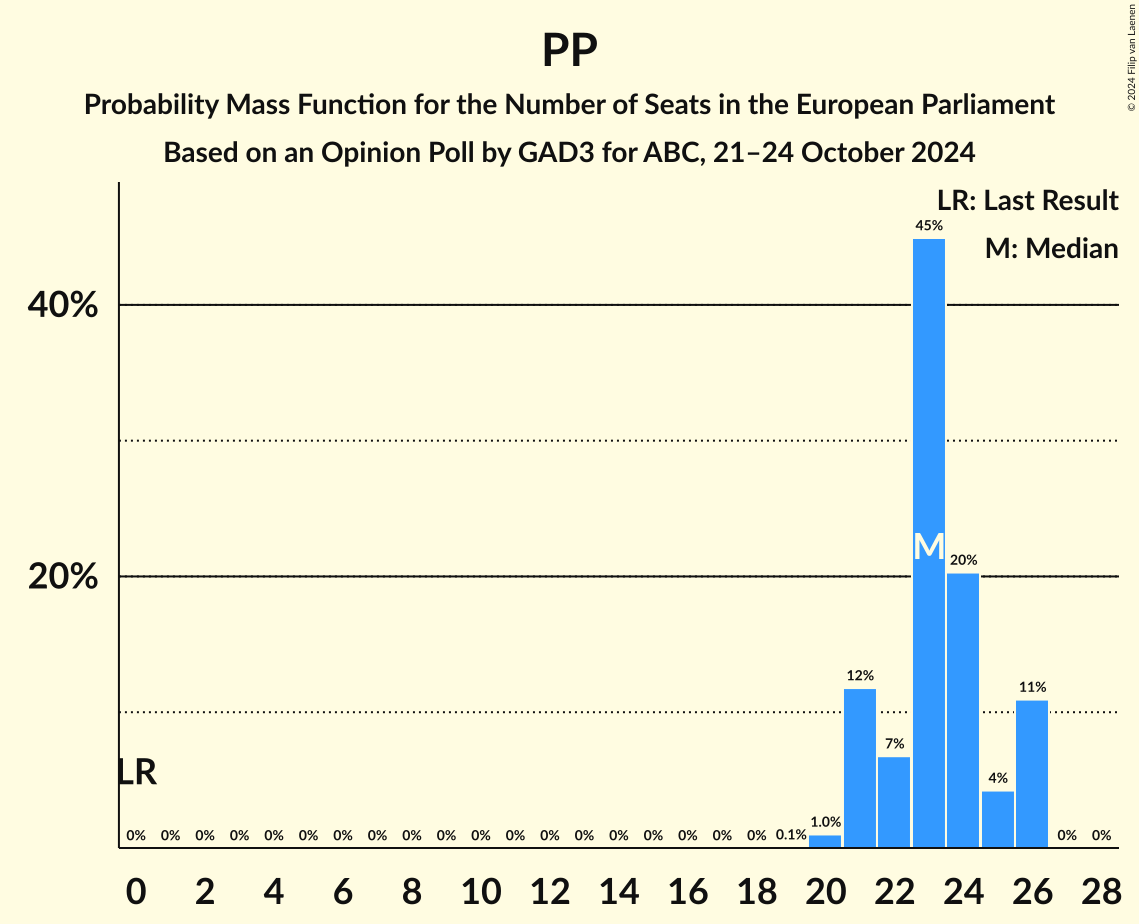 PP
Probability Mass Function for the Number of Seats in the European Parliament
Based on an Opinion Poll by GAD3 for ABC, 21–24 October 2024
© 2024 Filip van Laenen
LR: Last Result
M: Median
45%
40%
M
20%
20%
12%
11%
7%
4%
LR
0% 0% 0% 0% 0% 0% 0% 0% 0% 0% 0% 0% 0% 0% 0% 0% 0% 0% 0% 0.1% 1.0% 0% 0%
0 2 4 6 8 10 12 14 16 18 20 22 24 26 28